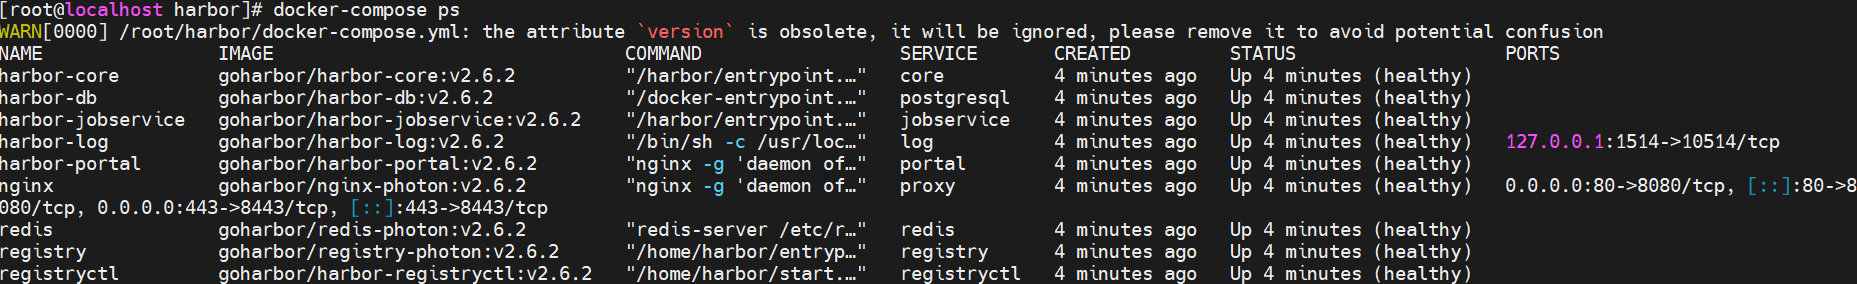 [root@localhost harbor]# docker-compose ps
WARN[0000] /root/harbor/docker-compose.yml: the attribute `version` is obsolete, it will be ignored, please remove it to avoid potential confusion
NAME IMAGE COMMAND SERVICE CREATED STATUS PORTS
harbor-core goharbor/harbor-core:v2.6.2 "/harbor/entrypoint.…" core 4 minutes ago Up 4 minutes (healthy)
harbor-db goharbor/harbor-db:v2.6.2 "/docker-entrypoint.…" postgresql 4 minutes ago Up 4 minutes (healthy)
harbor-jobservice goharbor/harbor-jobservice:v2.6.2 "/harbor/entrypoint.…" jobservice 4 minutes ago Up 4 minutes (healthy)
harbor-log goharbor/harbor-log:v2.6.2 "/bin/sh -c /usr/loc…" log 4 minutes ago Up 4 minutes (healthy) 127.0.0.1:1514->10514/tcp
harbor-portal goharbor/harbor-portal:v2.6.2 "nginx -g 'daemon of…" portal 4 minutes ago Up 4 minutes (healthy)
nginx goharbor/nginx-photon:v2.6.2 "nginx -g 'daemon of…" proxy 4 minutes ago Up 4 minutes (healthy) 0.0.0.0:80->8080/tcp, [::]:80->8
080/tcp, 0.0.0.0:443->8443/tcp, [::]:443->8443/tcp
redis goharbor/redis-photon:v2.6.2 "redis-server /etc/r…" redis 4 minutes ago Up 4 minutes (healthy)
registry goharbor/registry-photon:v2.6.2 "/home/harbor/entryp…" registry 4 minutes ago Up 4 minutes (healthy)
registryctl goharbor/harbor-registryctl:v2.6.2 "/home/harbor/start.…" registryctl 4 minutes ago Up 4 minutes (healthy)